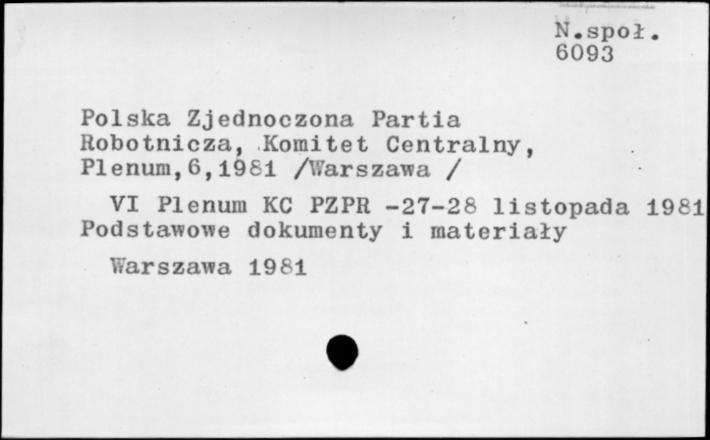 N.społ.
6093
Polska Zjednoczona Partia
Robotnicza, Komitet Centralny,
Plenum,6,1981 /Warszawa /
VI Plenum KC PZPR -27-28 listopada 1981
Podstawowe dokumenty i materiały
Warszawa 1981